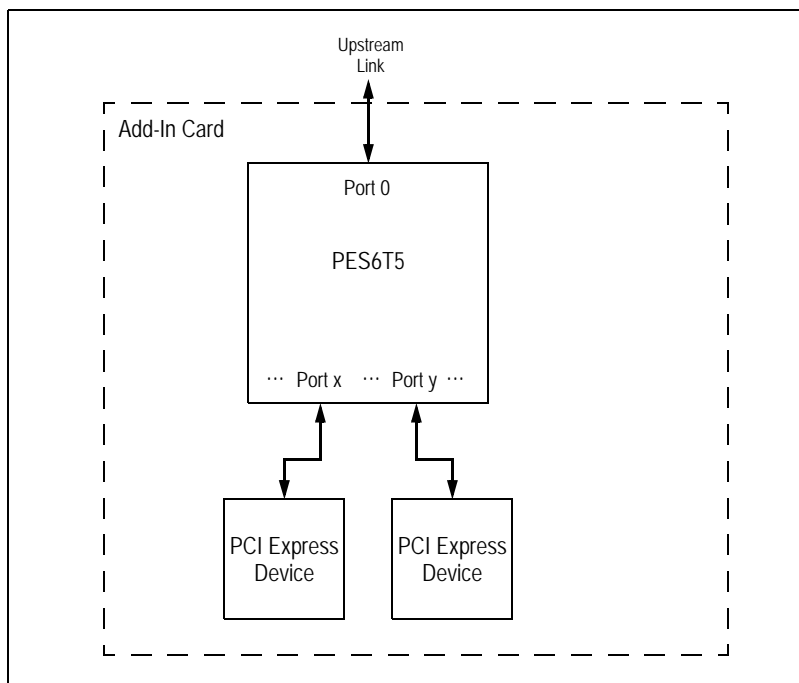 Upstream
Link
Add-In Card
Port 0
PES6T5
··· Port x ··· Port y ···
PCI Express
Device
PCI Express
Device